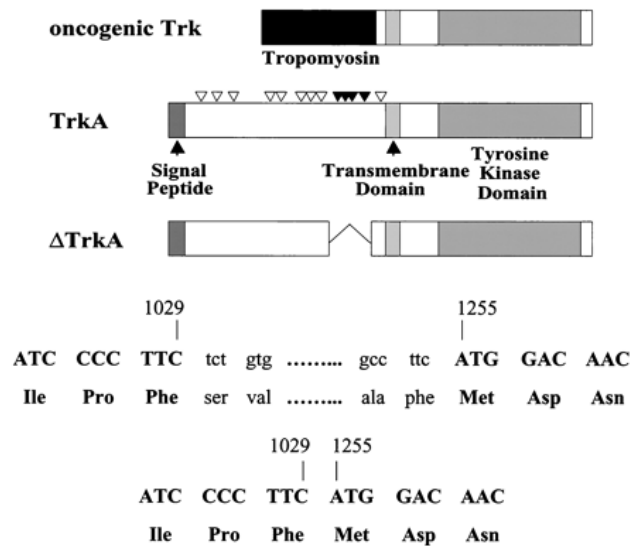 oncogenic Trk
Tropomyosin
TrkA
Signal Peptide
Transmembrane Domain
Tyrosine Kinase Domain
ΔTrkA
1029 1255
ATC CCC TTC tct gtg ......... gcc ttc ATG GAC AAC
Ile Pro Phe ser val ......... ala phe Met Asp Asn
1029 1255
ATC CCC TTC ATG GAC AAC
Ile Pro Phe Met Asp Asn